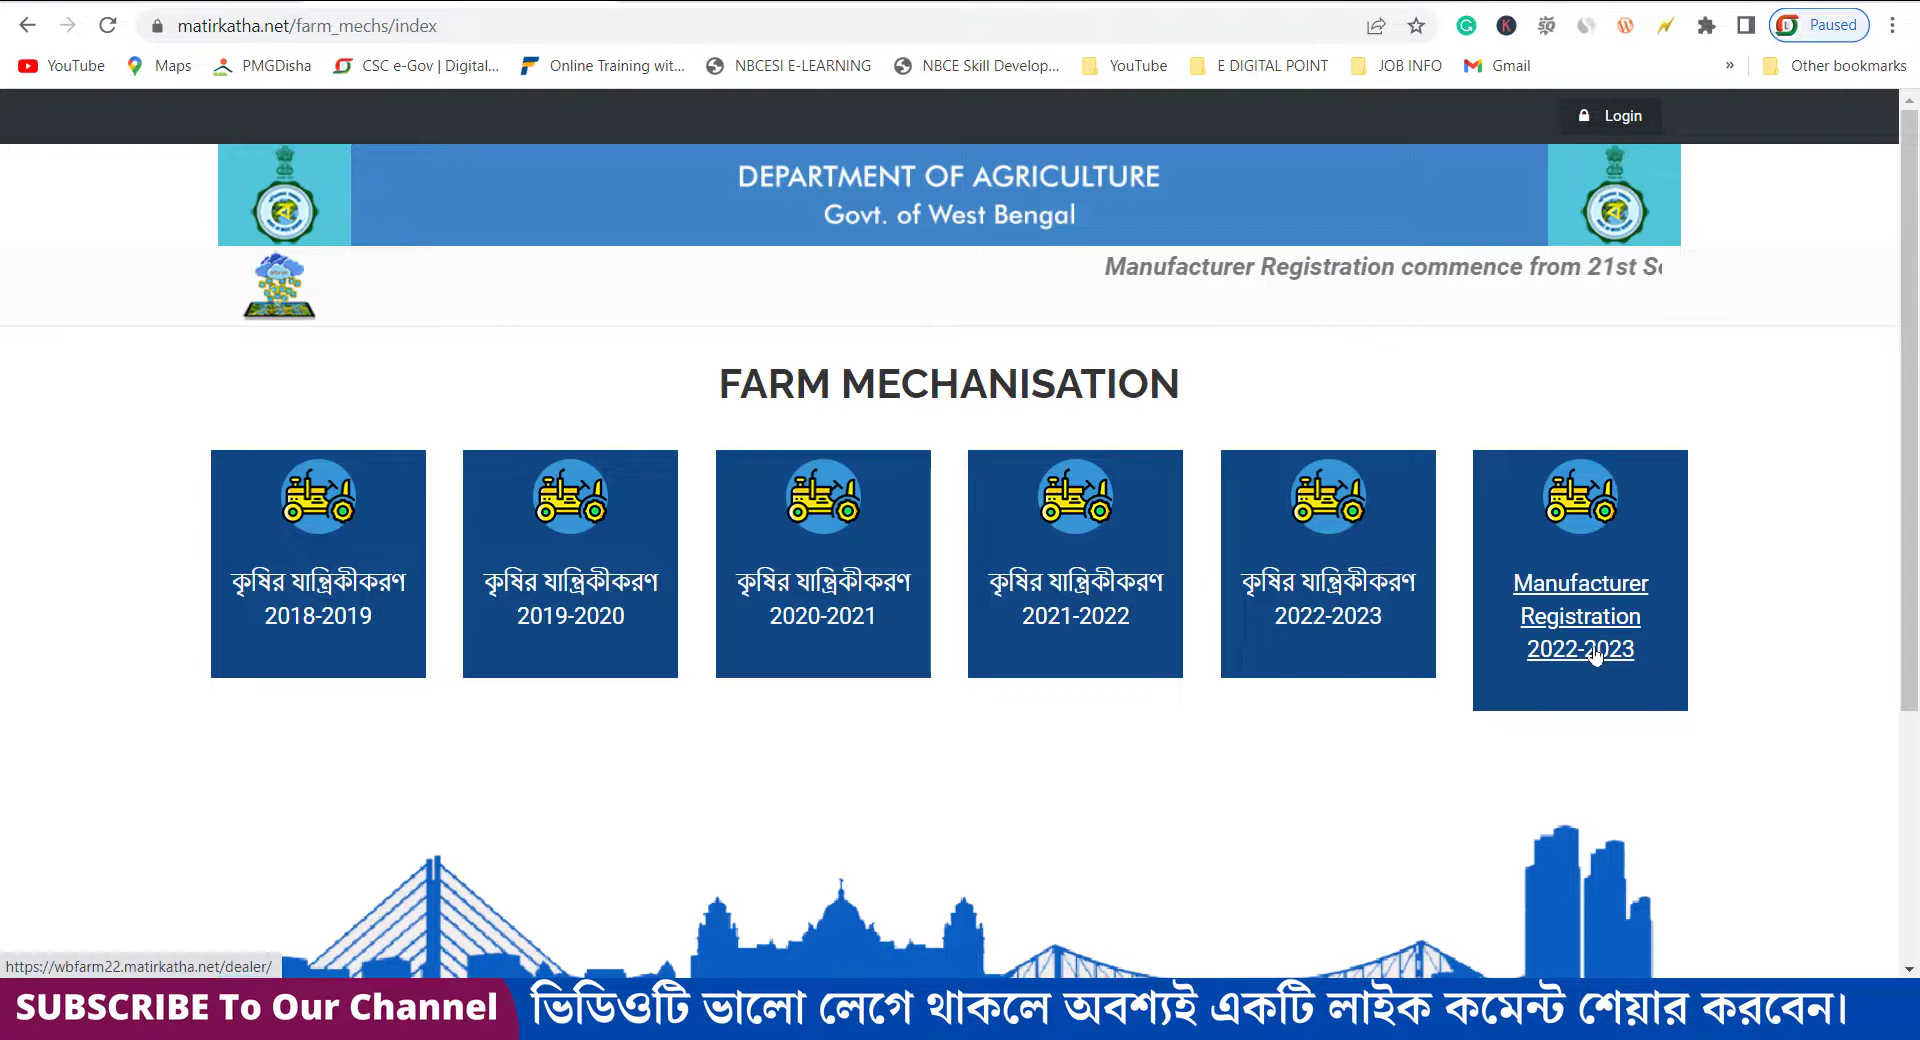 matirkatha.net/farm_mechs/index
Paused
YouTube Maps PMGDisha CSC e-Gov | Digital... Online Training wit... NBCESI E-LEARNING NBCE Skill Develop... YouTube E DIGITAL POINT JOB INFO Gmail » Other bookmarks
Login
DEPARTMENT OF AGRICULTURE
Govt. of West Bengal
Manufacturer Registration commence from 21st
FARM MECHANISATION
কৃষির যান্ত্রিকীকরণ
2018-2019
কৃষির যান্ত্রিকীকরণ
2019-2020
কৃষির যান্ত্রিকীকরণ
2020-2021
কৃষির যান্ত্রিকীকরণ
2021-2022
কৃষির যান্ত্রিকীকরণ
2022-2023
Manufacturer
Registration
2022-2023
https://wbfarm22.matirkatha.net/dealer/
SUBSCRIBE To Our Channel
ভিডিওটি ভালো লেগে থাকলে অবশ্যই একটি লাইক কমেন্ট শেয়ার করবেন।